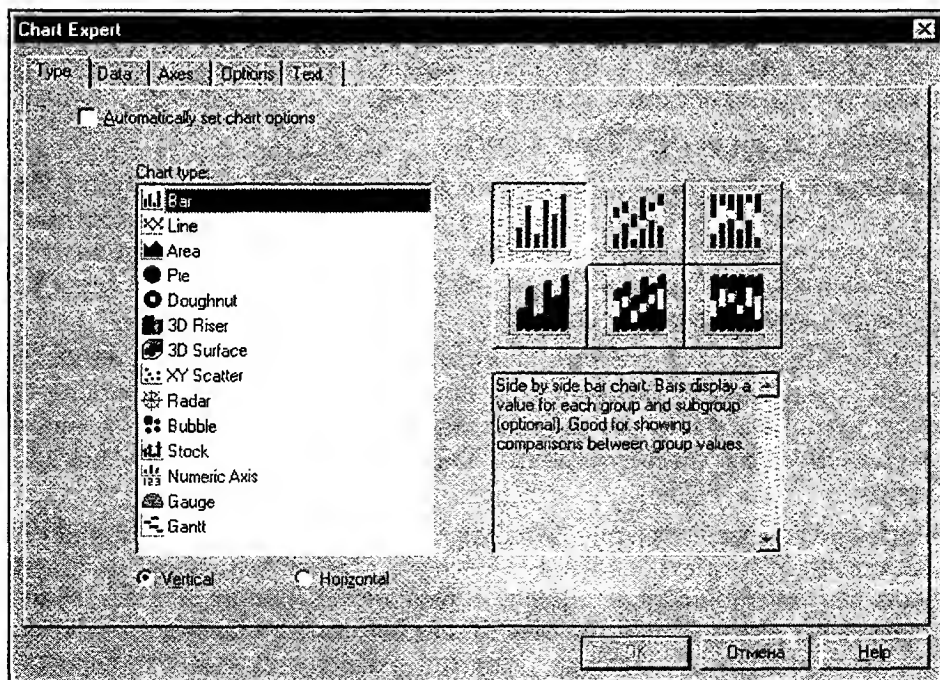 Chart Expert
Type Data Axes Options Text
Automatically set chart options
Chart type:
Bar
Line
Area
Pie
Doughnut
3D Riser
3D Surface
XY Scatter
Radar
Bubble
Stock
Numeric Axis
Gauge
Gantt
Side by side bar chart. Bars display a
value for each group and subgroup
(optional). Good for showing
comparisons between group values.
Vertical Horizontal
OK Отмена Help